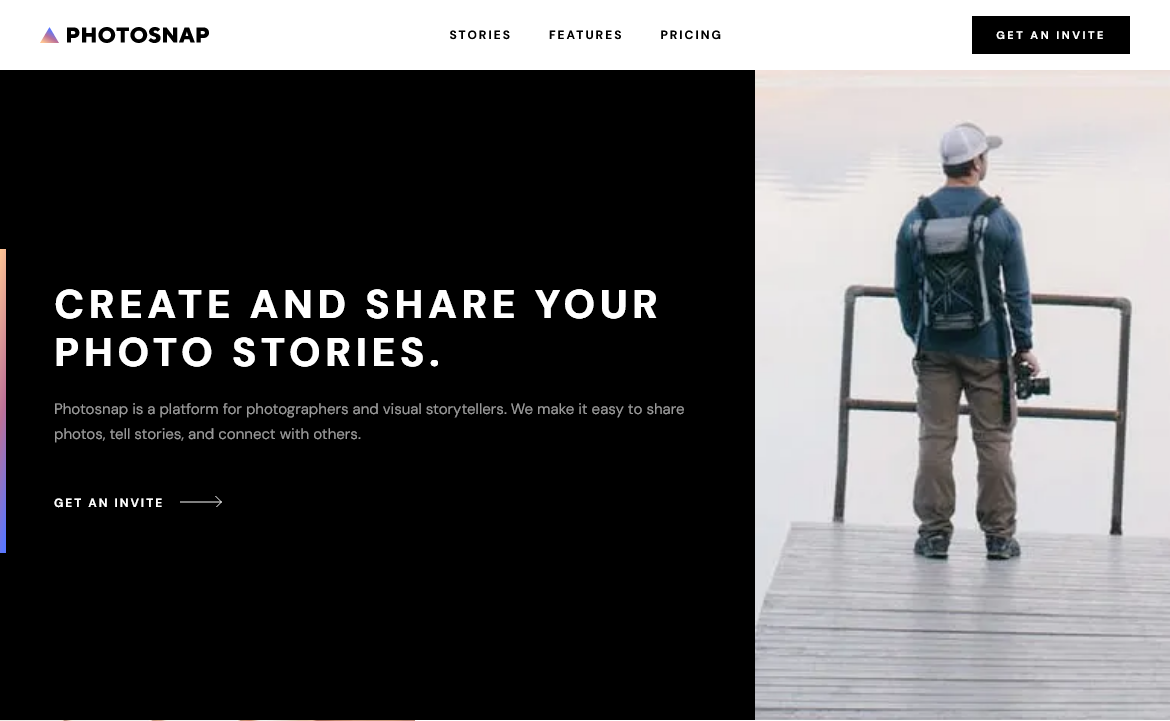 PHOTOSNAP
STORIES FEATURES PRICING
GET AN INVITE
CREATE AND SHARE YOUR
PHOTO STORIES.
Photosnap is a platform for photographers and visual storytellers. We make it easy to share
photos, tell stories, and connect with others.
GET AN INVITE